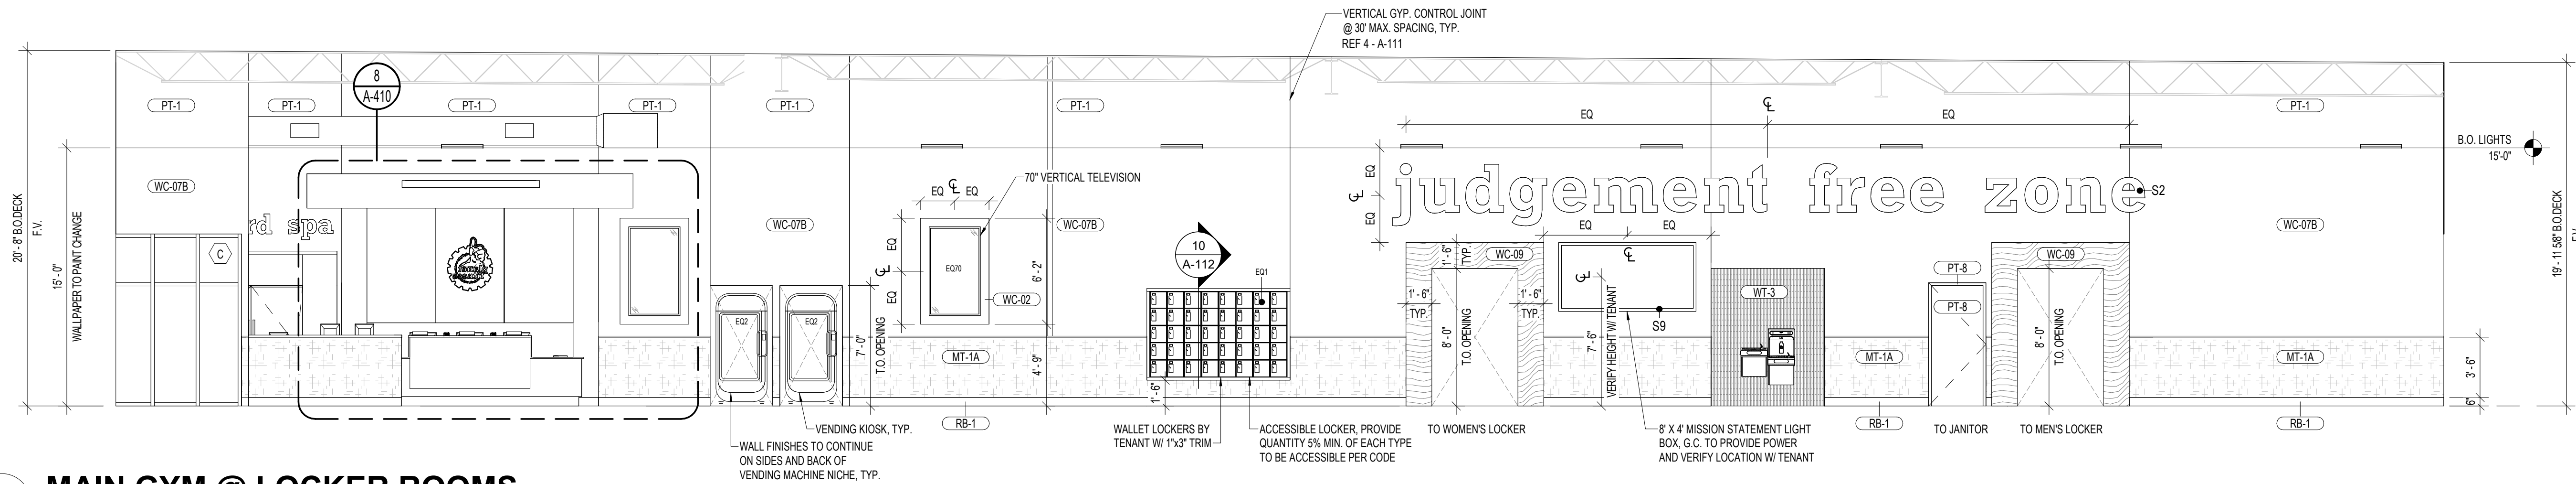 VERTICAL GYP. CONTROL JOINT
@ 30' MAX. SPACING, TYP.
REF 4 - A-111
8
A-410
PT-1
PT-1
PT-1
PT-1
PT-1
PT-1
PT-1
EQ
EQ
B.O. LIGHTS
15'-0"
20' - 8" B.O.DECK
F.V.
15' - 0"
WALLPAPER TO PAINT CHANGE
WC-07B
rd spa
C
WC-07B
EQ
EQ
70" VERTICAL TELEVISION
EQ
EQ
EQ70
WC-02
6' - 2"
WC-07B
10
A-112
EQ1
EQ
EQ
judgement free zone
S2
EQ
EQ
WC-09
1' - 6"
TYP.
1' - 6"
TYP.
1' - 6"
TYP.
S9
WT-3
PT-8
PT-8
WC-09
WC-07B
19' - 11 5/8" B.O.DECK
EQ2
EQ2
7' - 0"
T.O. OPENING
MT-1A
4' - 9"
1' - 6"
8' - 0"
T.O. OPENING
7' - 6"
VERIFY HEIGHT W/ TENANT
MT-1A
8' - 0"
T.O. OPENING
MT-1A
3' - 6"
6"
RB-1
RB-1
RB-1
VENDING KIOSK, TYP.
WALL FINISHES TO CONTINUE
ON SIDES AND BACK OF
VENDING MACHINE NICHE, TYP.
WALLET LOCKERS BY
TENANT W/ 1"x3" TRIM
ACCESSIBLE LOCKER, PROVIDE
QUANTITY 5% MIN. OF EACH TYPE
TO BE ACCESSIBLE PER CODE
TO WOMEN'S LOCKER
8' X 4' MISSION STATEMENT LIGHT
BOX, G.C. TO PROVIDE POWER
AND VERIFY LOCATION W/ TENANT
TO JANITOR
TO MEN'S LOCKER
MAIN GYM @ LOCKER ROOMS